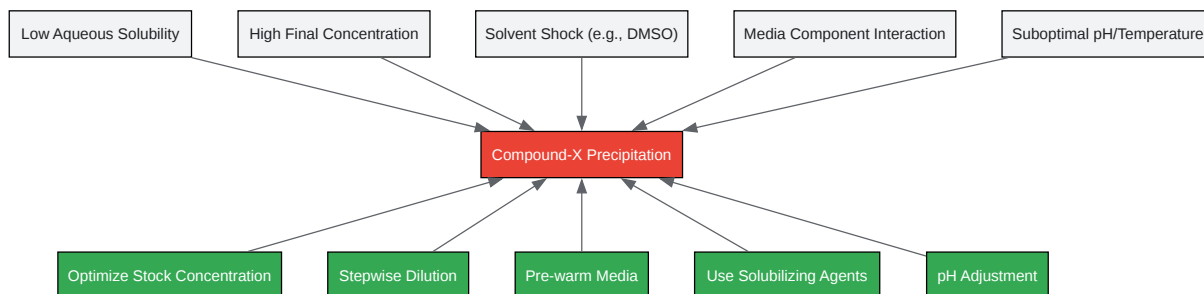 Low Aqueous Solubility
High Final Concentration
Solvent Shock (e.g., DMSO)
Media Component Interaction
Suboptimal pH/Temperature
Compound-X Precipitation
Optimize Stock Concentration
Stepwise Dilution
Pre-warm Media
Use Solubilizing Agents
pH Adjustment